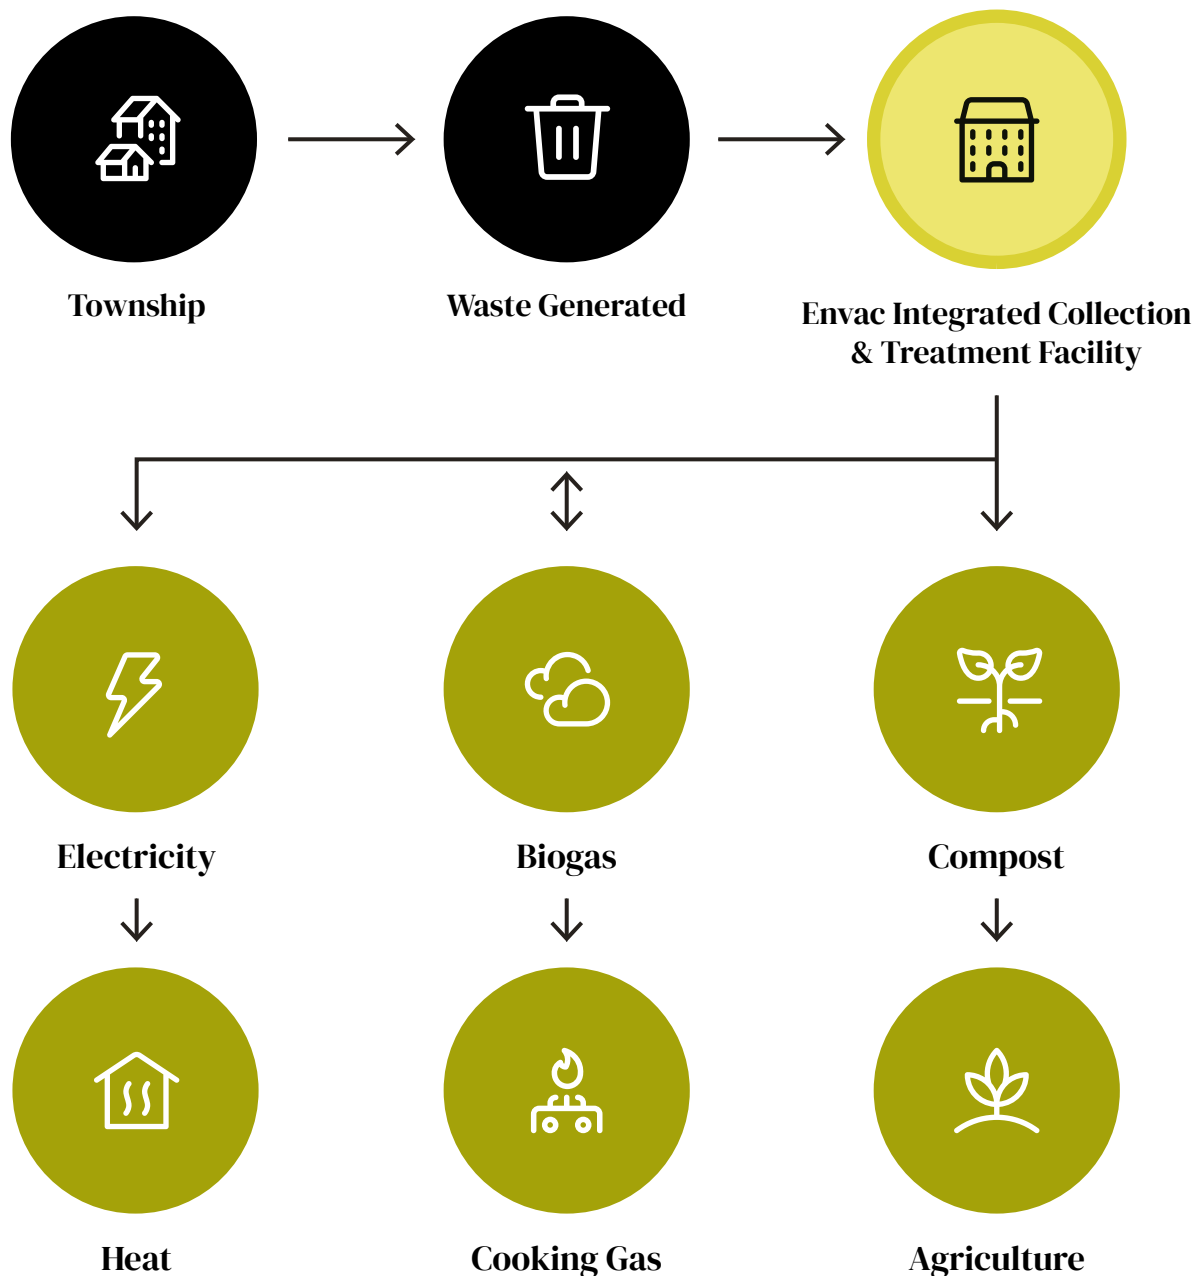 Township
Waste Generated
Envac Integrated Collection
& Treatment Facility
Electricity
Biogas
Compost
Heat
Cooking Gas
Agriculture